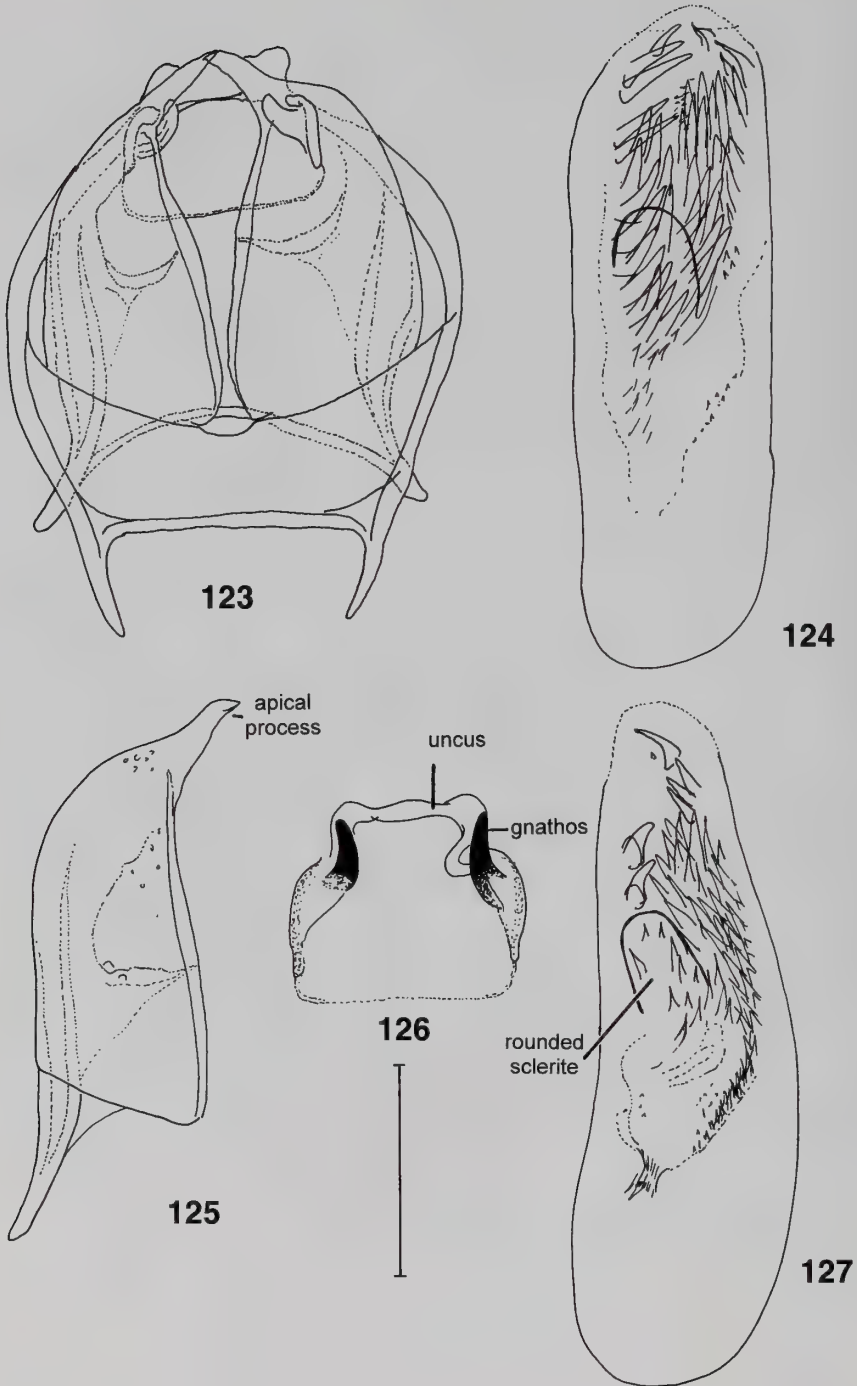 123
124
apical
process
uncus
gnathos
126
rounded
sclerite
125
127